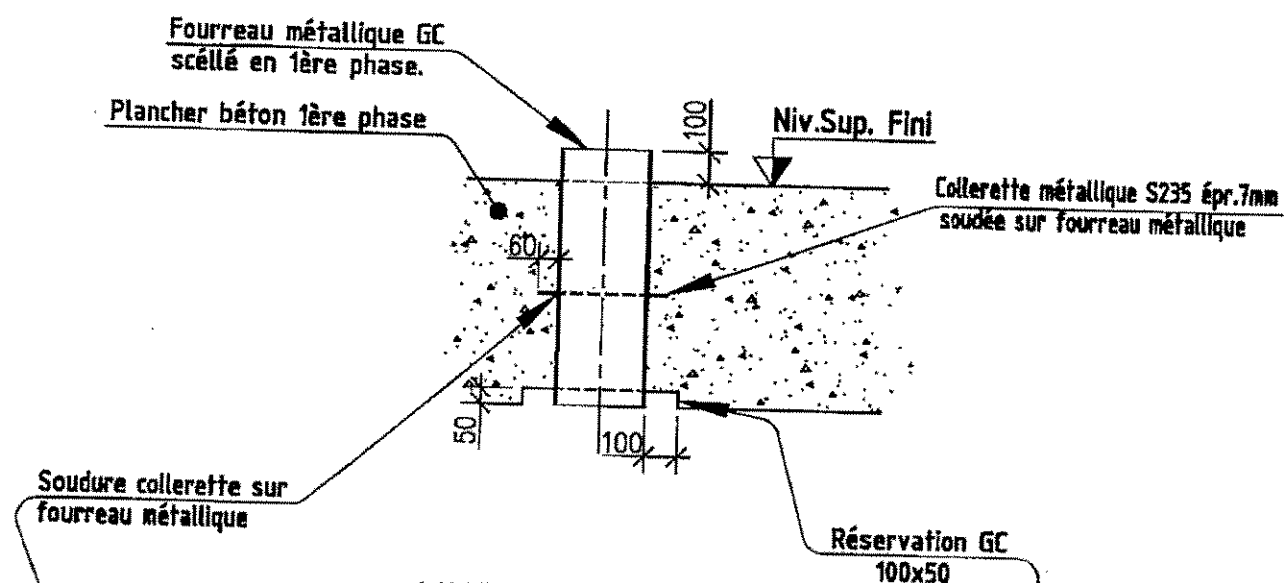 Fourreau métallique GC
scéllé en 1ère phase.
Plancher béton 1ère phase
100
Niv.Sup. Fini
Collerette métallique S235 épr.7mm
soudée sur fourreau métallique
60
50
100
Soudure collerette sur
fourreau métallique
Réservation GC
100x50